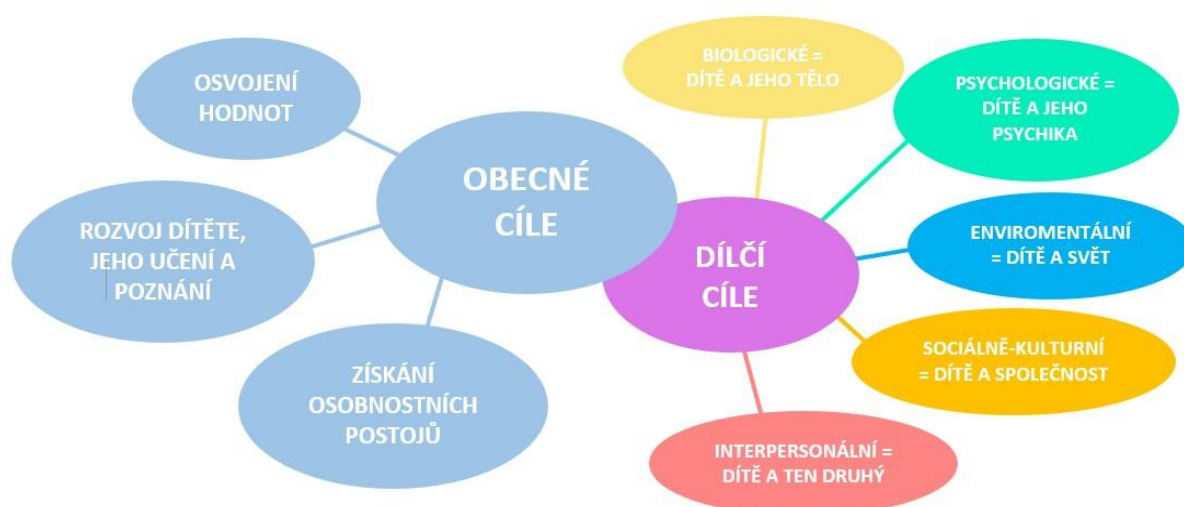 OSVOJENÍ
HODNOT
ROZVOJ DÍTĚTE,
JEHO UČENÍ A
POZNÁNÍ
ZÍSKÁNÍ
OSOBNOSTNÍCH
POSTOJŮ
OBECNÉ
CÍLE
DÍLČÍ
CÍLE
BIOLOGICKÉ =
DÍTĚ A JEHO TĚLO
PSYCHOLOGICKÉ =
DÍTĚ A JEHO
PSYCHIKA
ENVIROMENTÁLNÍ
= DÍTĚ A SVĚT
SOCIÁLNĚ-KULTURNÍ
= DÍTĚ A SPOLEČNOST
INTERPERSONÁLNÍ =
DÍTĚ A TEN DRUHÝ